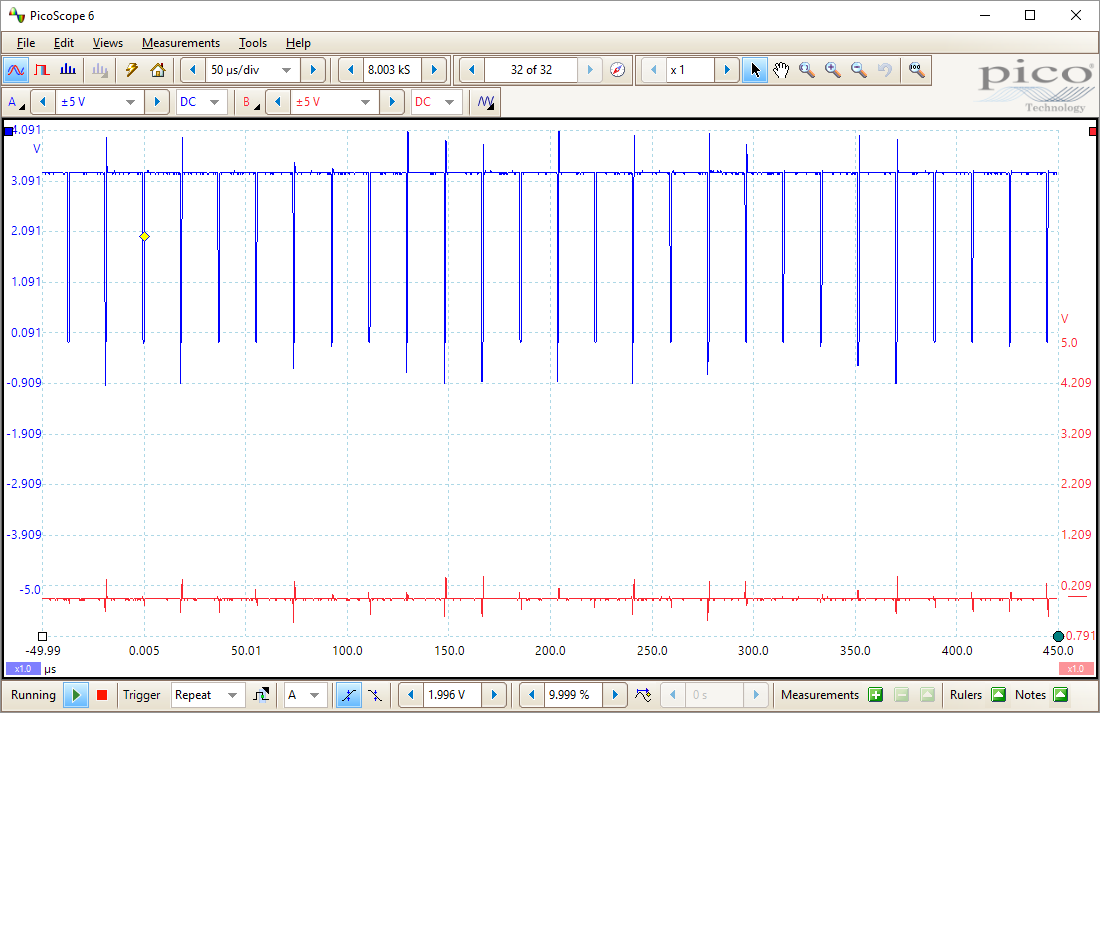 PicoScope 6
File Edit Views Measurements Tools Help
50 µs/div 8.003 kS 32 of 32 x 1
pico
Technology
A ±5 V DC B ±5 V DC
4.091
V
3.091
2.091
1.091
0.091
-0.909
-1.909
-2.909
-3.909
-5.0
V
5.0
4.209
3.209
2.209
1.209
0.209
-0.791
-49.99 0.005 50.01 100.0 150.0 200.0 250.0 300.0 350.0 400.0 450.0
x1.0 µs x1.0
Running Trigger Repeat A 1.996 V 9.999 % 0 s Measurements Rulers Notes